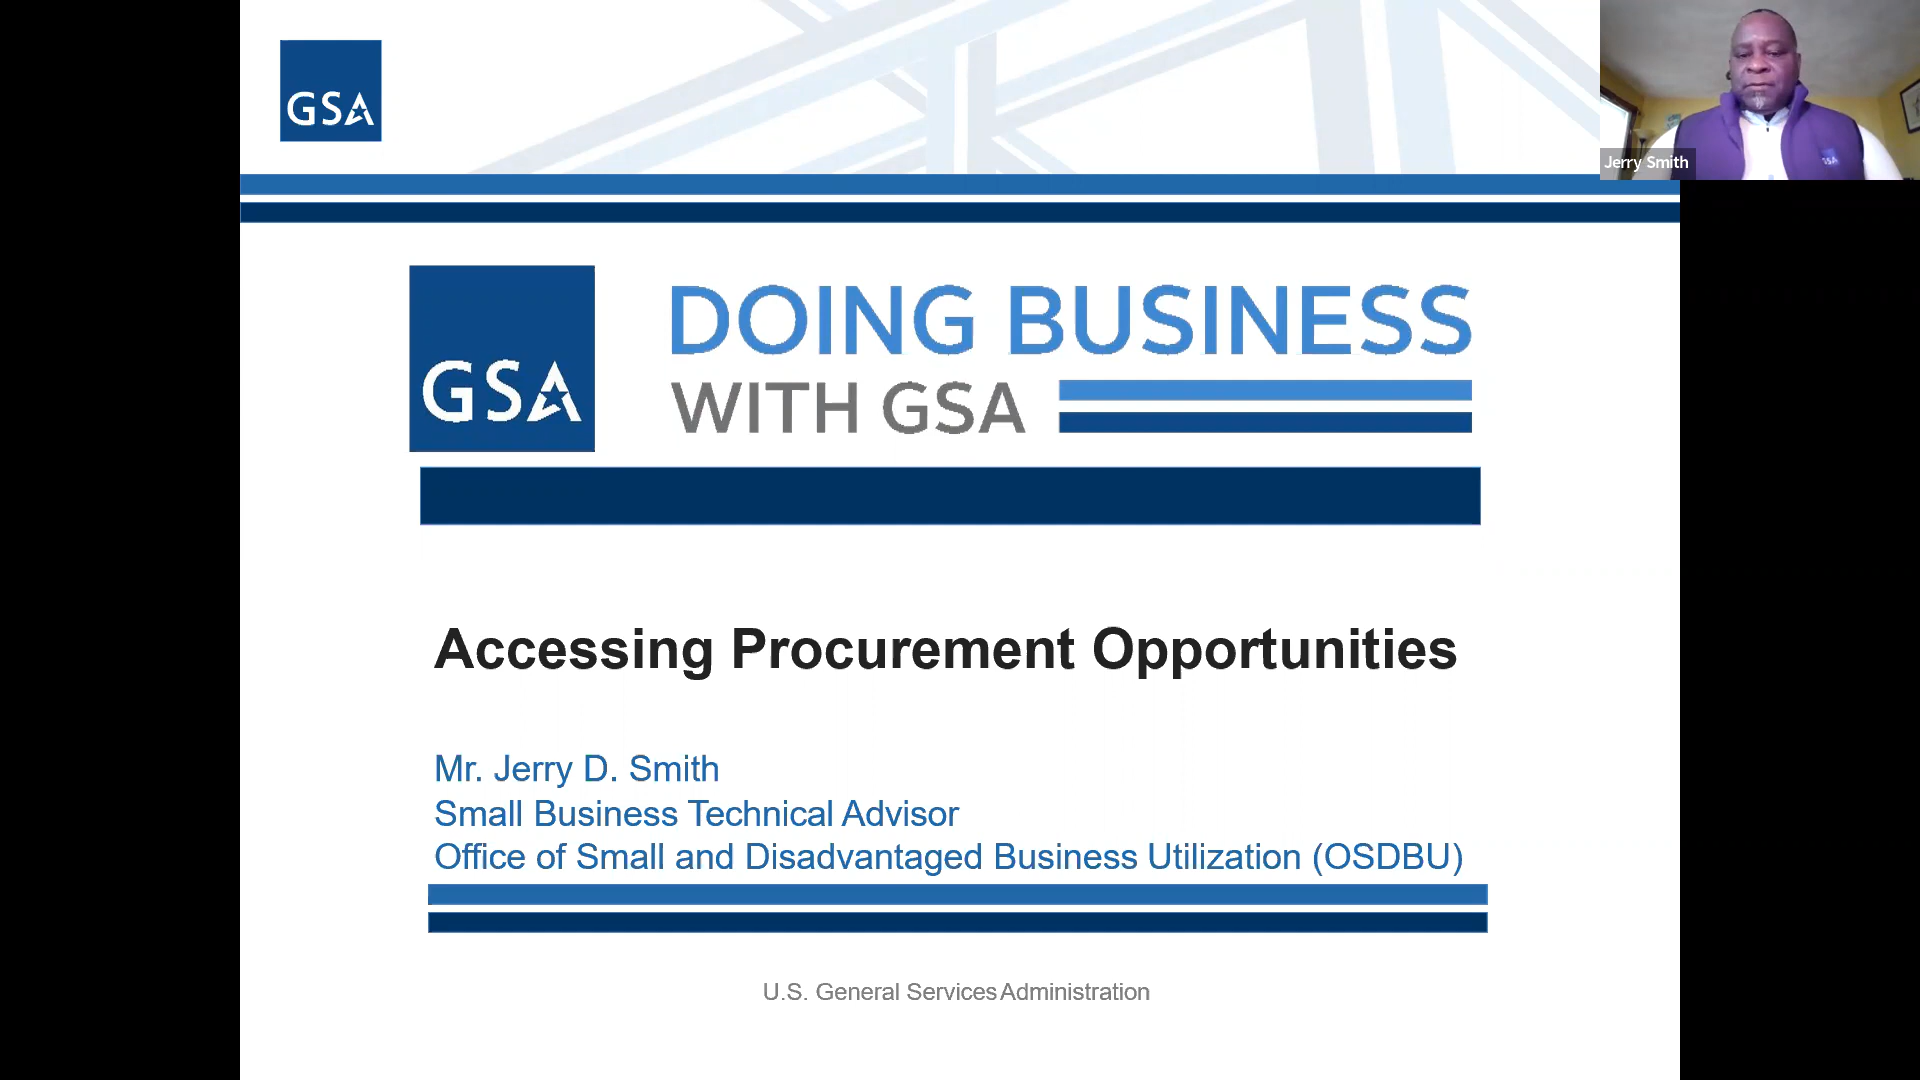 GSA
Jerry Smith
GSA
GSA
DOING BUSINESS
WITH GSA
Accessing Procurement Opportunities
Mr. Jerry D. Smith
Small Business Technical Advisor
Office of Small and Disadvantaged Business Utilization (OSDBU)
U.S. General Services Administration